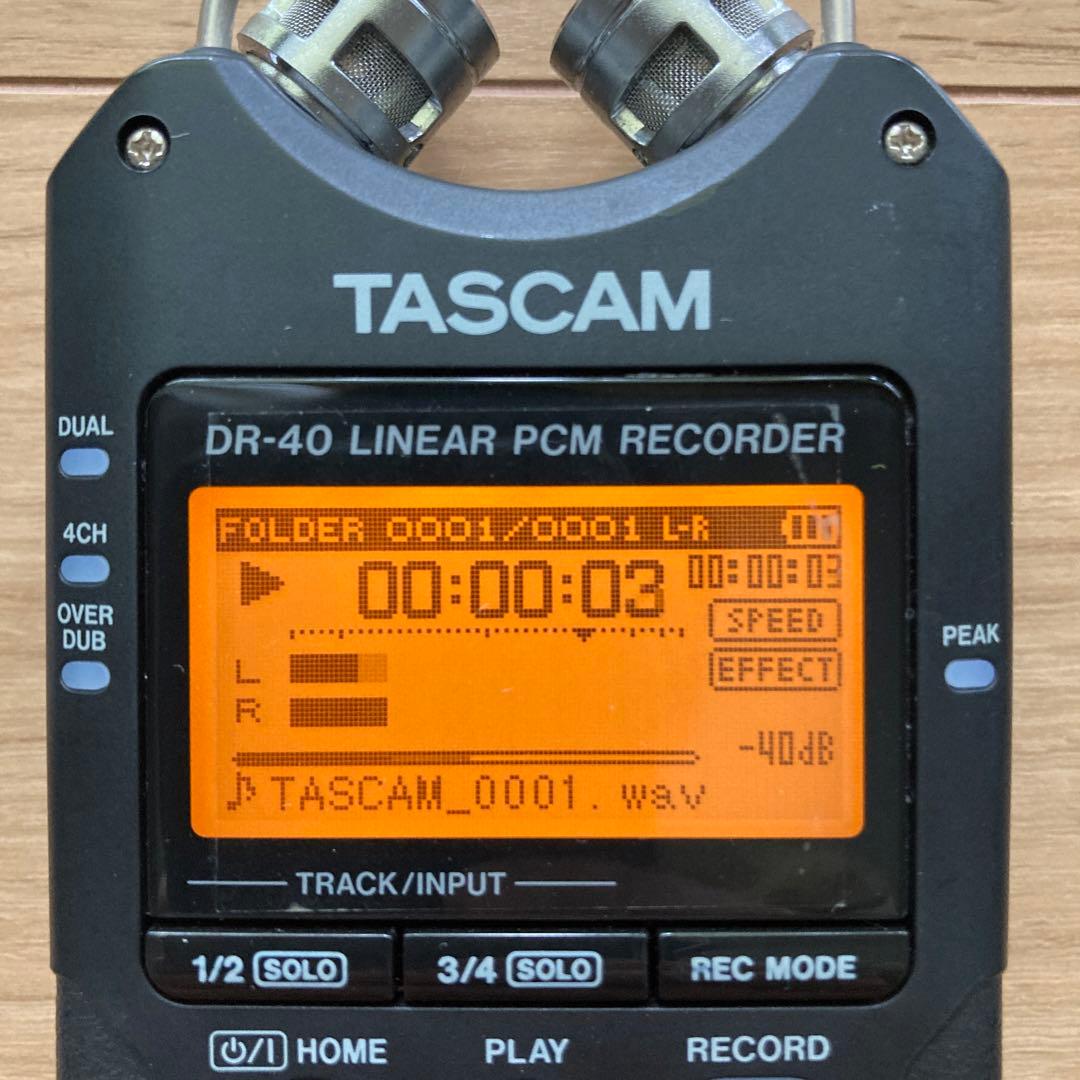 TASCAM
DR-40 LINEAR PCM RECORDER
DUAL
4CH
OVER
DUB
PEAK
FOLDER 0001/0001 L-R
00:00:03 00:00:03
SPEED
EFFECT
L
R
-40dB
TASCAM_0001.wav
TRACK/INPUT
1/2 SOLO 3/4 SOLO REC MODE
⏻/I HOME PLAY RECORD